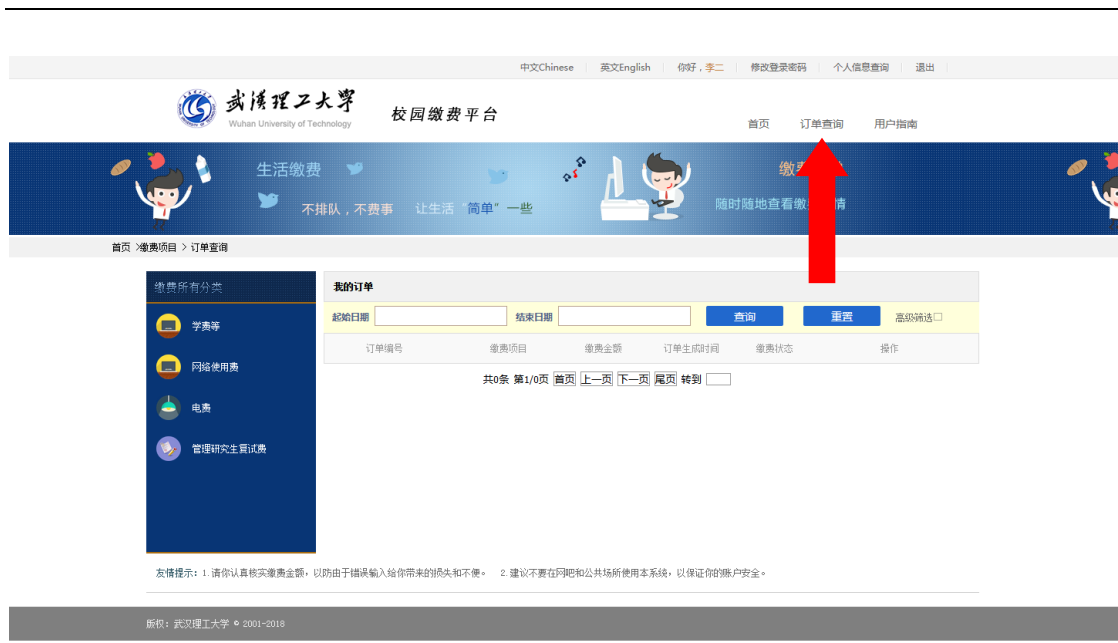 中文Chinese 英文English 你好，李二 修改登录密码 个人信息查询 退出
武汉理工大学 校园缴费平台
Wuhan University of Technology
首页 订单查询 用户指南
生活缴费
不排队，不费事 让生活“简单”一些
随时随地查看缴
首页 >缴费项目 > 订单查询
缴费所有分类
学费等
网络使用费
电费
管理研究生复试费
我的订单
起始日期 结束日期 查询 重置 高级筛选
订单编号 缴费项目 缴费金额 订单生成时间 缴费状态 操作
共0条 第1/0页 首页 上一页 下一页 尾页 转到
友情提示：1.请你认真核实缴费金额，以防由于错误输入给你带来的损失和不便。 2.建议不要在网吧和公共场所使用本系统，以保证你的账户安全。
版权：武汉理工大学 © 2001-2018